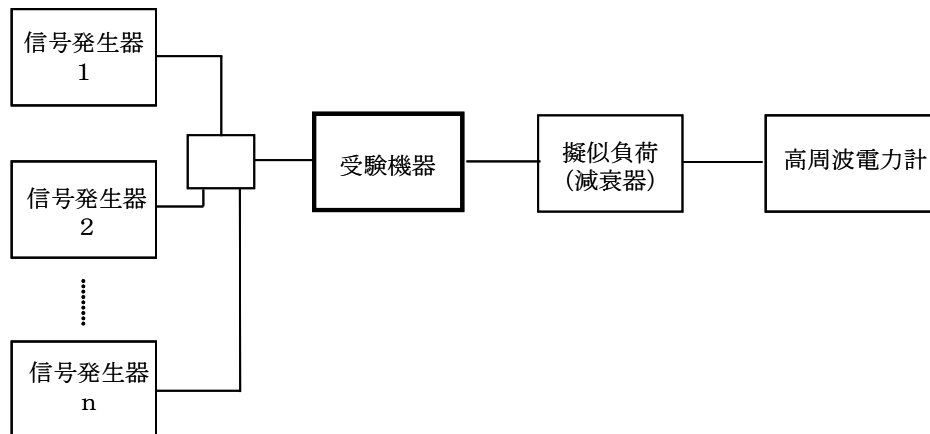 信号発生器
1
信号発生器
2
信号発生器
n
受験機器
擬似負荷
(減衰器)
高周波電力計